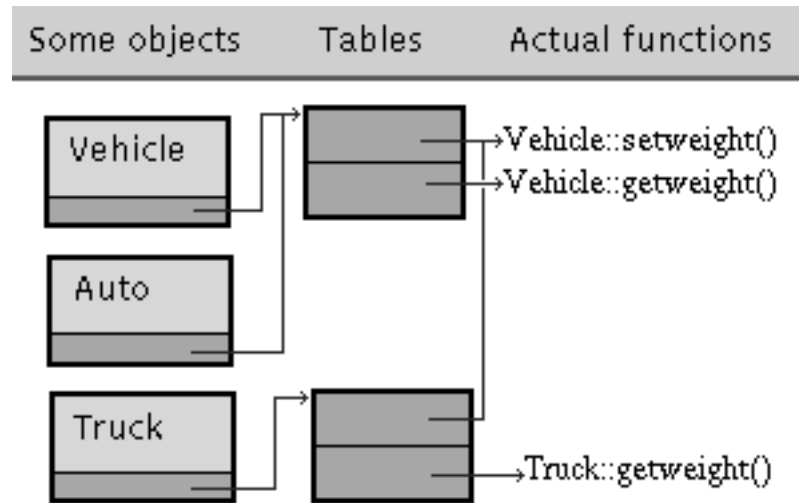 Some objects Tables Actual functions
Vehicle
Vehicle::setweight()
Vehicle::getweight()
Auto
Truck
Truck::getweight()